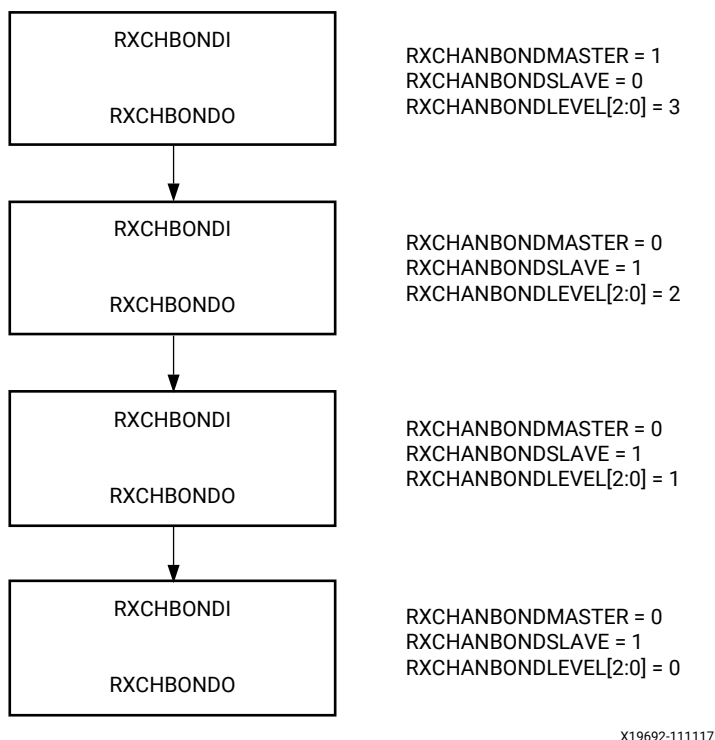 RXCHBONDI
RXCHANBONDMASTER = 1
RXCHANBONDSLAVE = 0
RXCHANBONDLEVEL[2:0] = 3
RXCHBONDO
RXCHBONDI
RXCHANBONDMASTER = 0
RXCHANBONDSLAVE = 1
RXCHANBONDLEVEL[2:0] = 2
RXCHBONDO
RXCHBONDI
RXCHANBONDMASTER = 0
RXCHANBONDSLAVE = 1
RXCHANBONDLEVEL[2:0] = 1
RXCHBONDO
RXCHBONDI
RXCHANBONDMASTER = 0
RXCHANBONDSLAVE = 1
RXCHANBONDLEVEL[2:0] = 0
RXCHBONDO
X19692-111117